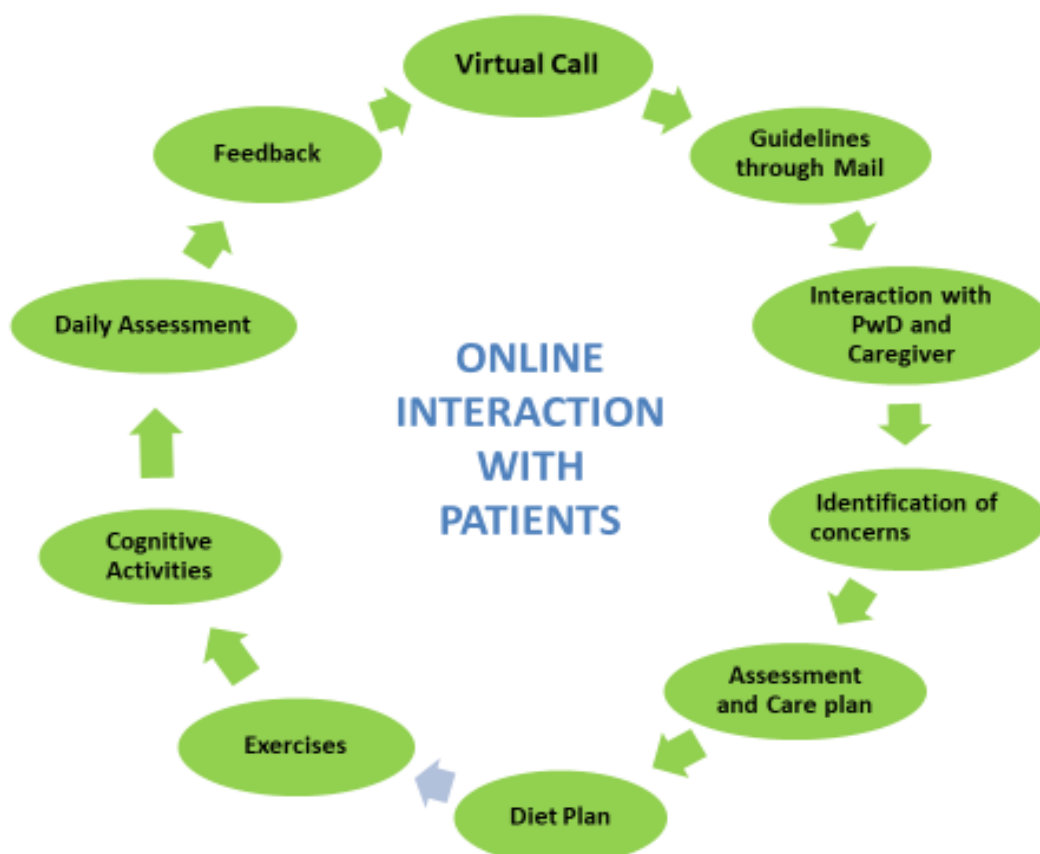 Virtual Call
Guidelines
through Mail
Interaction with
PwD and
Caregiver
Identification of
concerns
Assessment
and Care plan
Diet Plan
Exercises
Cognitive
Activities
Daily Assessment
Feedback
ONLINE
INTERACTION
WITH
PATIENTS